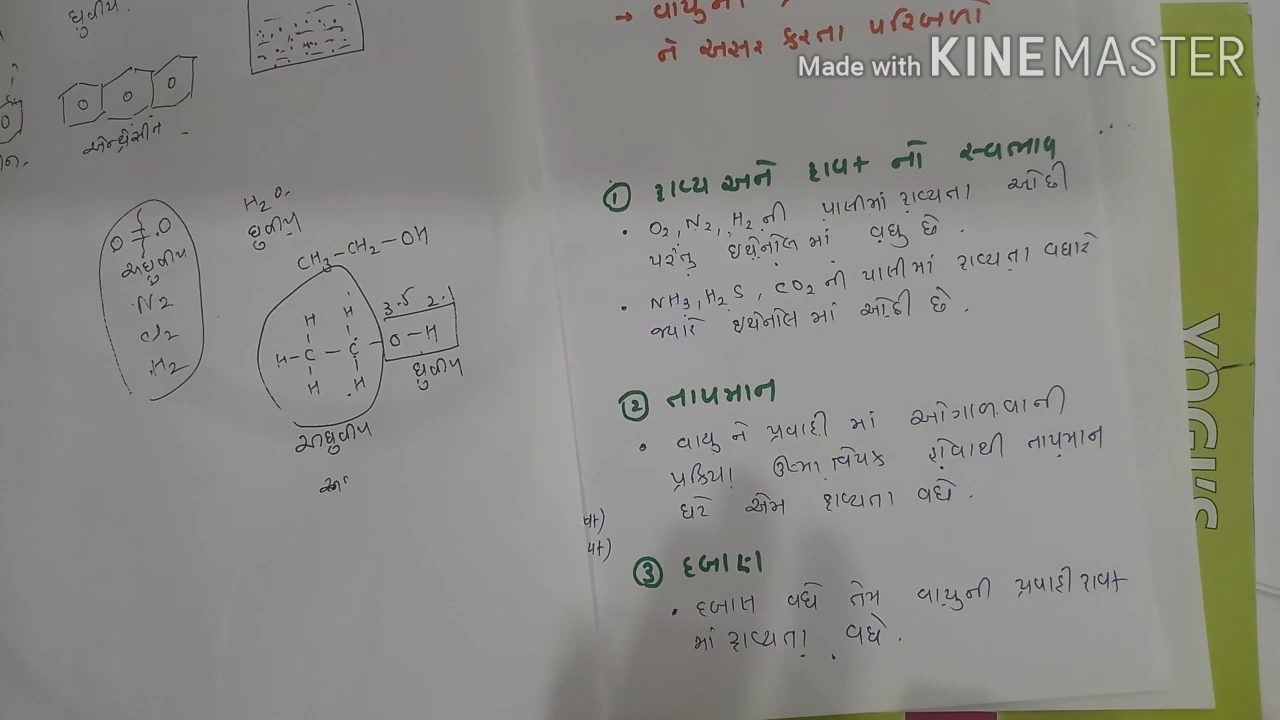 ધ્રુવીય.
એન્થ્રેસીન
O
O
અધ્રુવીય
N2
Cl2
H2
H2O.
ધ્રુવીય
CH3-CH2-OH
3.5 2.1
H H
H-C-C-O-H
H H
ધ્રુવીય
અધ્રુવીય
→ વાયુની
ને અસર કરતા પરિબળો
Made with KINEMASTER
① દ્રાવ્ય અને દ્રાવક નો સ્વભાવ
• O2, N2, H2 ની પાણીમાં દ્રાવ્યતા ઓછી
પરંતુ ઇથેનોલ માં વધુ છે.
• NH3, H2S, CO2 ની પાણીમાં દ્રાવ્યતા વધારે
જ્યારે ઇથેનોલ માં ઓછી છે.
② તાપમાન
• વાયુ ને પ્રવાહી માં ઓગાળવાની
પ્રક્રિયા ઉષ્મા ક્ષેપક હોવાથી તાપમાન
ઘટે એમ દ્રાવ્યતા વધે.
③ દબાણ
• દબાણ વધે તેમ વાયુની પ્રવાહી દ્રાવક
માં દ્રાવ્યતા વધે.